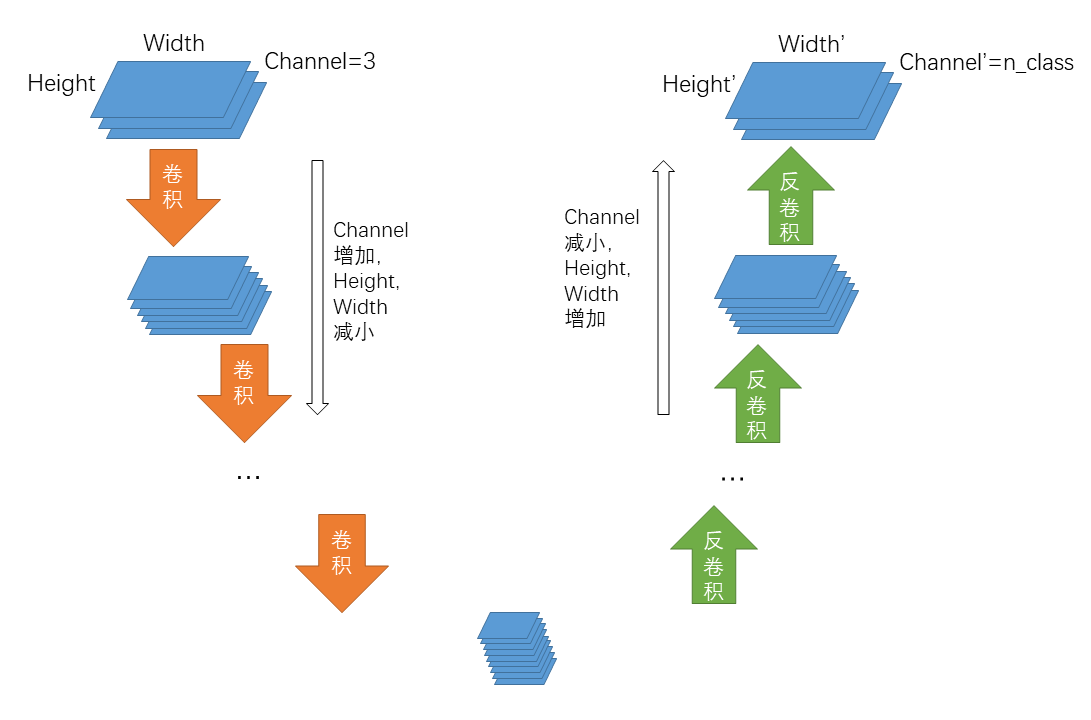 Width
Height
Channel=3
卷
积
Channel
增加,
Height,
Width
减小
卷
积
...
卷
积
Width’
Height’
Channel’=n_class
反
卷
积
Channel
减小,
Height,
Width
增加
反
卷
积
...
反
卷
积